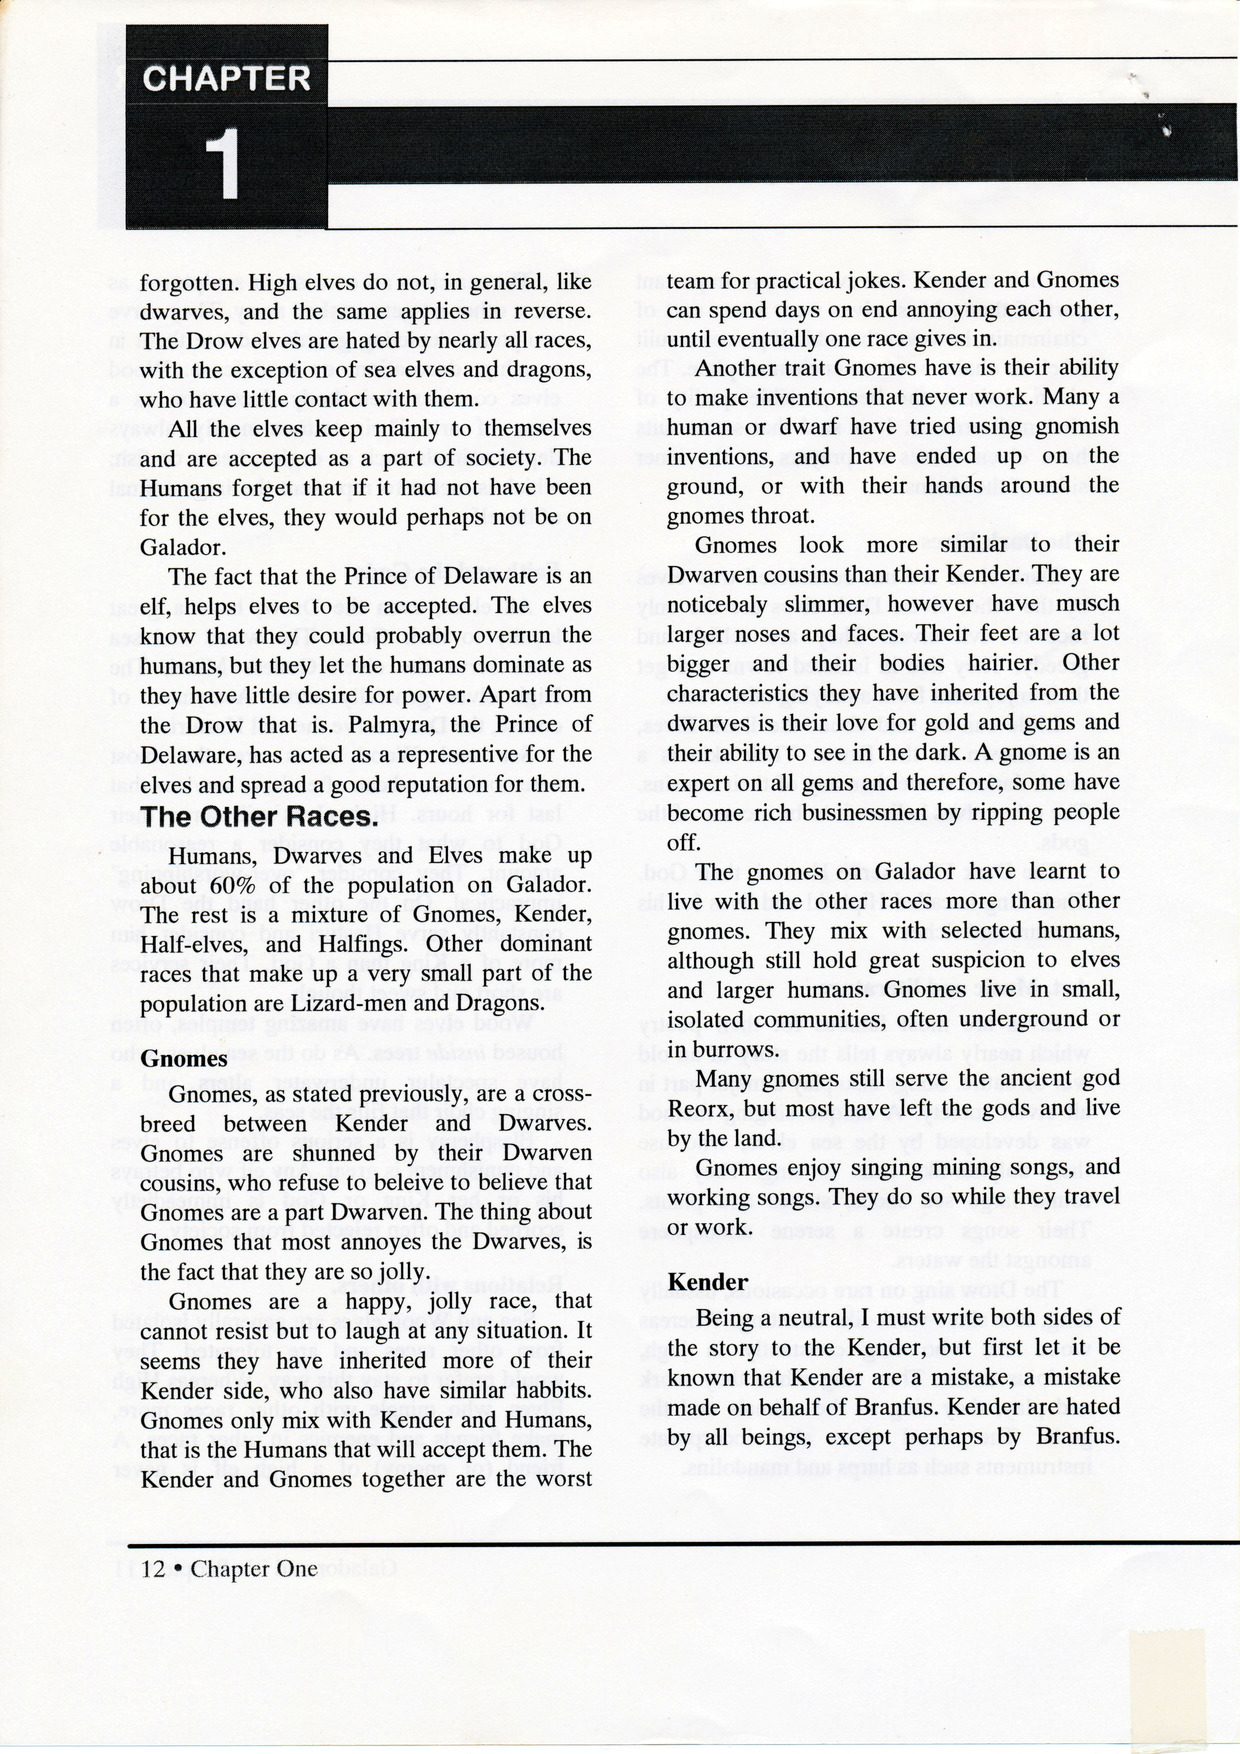 CHAPTER
1
forgotten. High elves do not, in general, like
dwarves, and the same applies in reverse.
The Drow elves are hated by nearly all races,
with the exception of sea elves and dragons,
who have little contact with them.
All the elves keep mainly to themselves
and are accepted as a part of society. The
Humans forget that if it had not have been
for the elves, they would perhaps not be on
Galador.
The fact that the Prince of Delaware is an
elf, helps elves to be accepted. The elves
know that they could probably overrun the
humans, but they let the humans dominate as
they have little desire for power. Apart from
the Drow that is. Palmyra, the Prince of
Delaware, has acted as a representive for the
elves and spread a good reputation for them.
The Other Races.
Humans, Dwarves and Elves make up
about 60% of the population on Galador.
The rest is a mixture of Gnomes, Kender,
Half-elves, and Halfings. Other dominant
races that make up a very small part of the
population are Lizard-men and Dragons.
Gnomes
Gnomes, as stated previously, are a cross-
breed between Kender and Dwarves.
Gnomes are shunned by their Dwarven
cousins, who refuse to beleive to believe that
Gnomes are a part Dwarven. The thing about
Gnomes that most annoyes the Dwarves, is
the fact that they are so jolly.
Gnomes are a happy, jolly race, that
cannot resist but to laugh at any situation. It
seems they have inherited more of their
Kender side, who also have similar habbits.
Gnomes only mix with Kender and Humans,
that is the Humans that will accept them. The
Kender and Gnomes together are the worst
team for practical jokes. Kender and Gnomes
can spend days on end annoying each other,
until eventually one race gives in.
Another trait Gnomes have is their ability
to make inventions that never work. Many a
human or dwarf have tried using gnomish
inventions, and have ended up on the
ground, or with their hands around the
gnomes throat.
Gnomes look more similar to their
Dwarven cousins than their Kender. They are
noticebaly slimmer, however have musch
larger noses and faces. Their feet are a lot
bigger and their bodies hairier. Other
characteristics they have inherited from the
dwarves is their love for gold and gems and
their ability to see in the dark. A gnome is an
expert on all gems and therefore, some have
become rich businessmen by ripping people
off.
The gnomes on Galador have learnt to
live with the other races more than other
gnomes. They mix with selected humans,
although still hold great suspicion to elves
and larger humans. Gnomes live in small,
isolated communities, often underground or
in burrows.
Many gnomes still serve the ancient god
Reorx, but most have left the gods and live
by the land.
Gnomes enjoy singing mining songs, and
working songs. They do so while they travel
or work.
Kender
Being a neutral, I must write both sides of
the story to the Kender, but first let it be
known that Kender are a mistake, a mistake
made on behalf of Branfus. Kender are hated
by all beings, except perhaps by Branfus.
12 • Chapter One